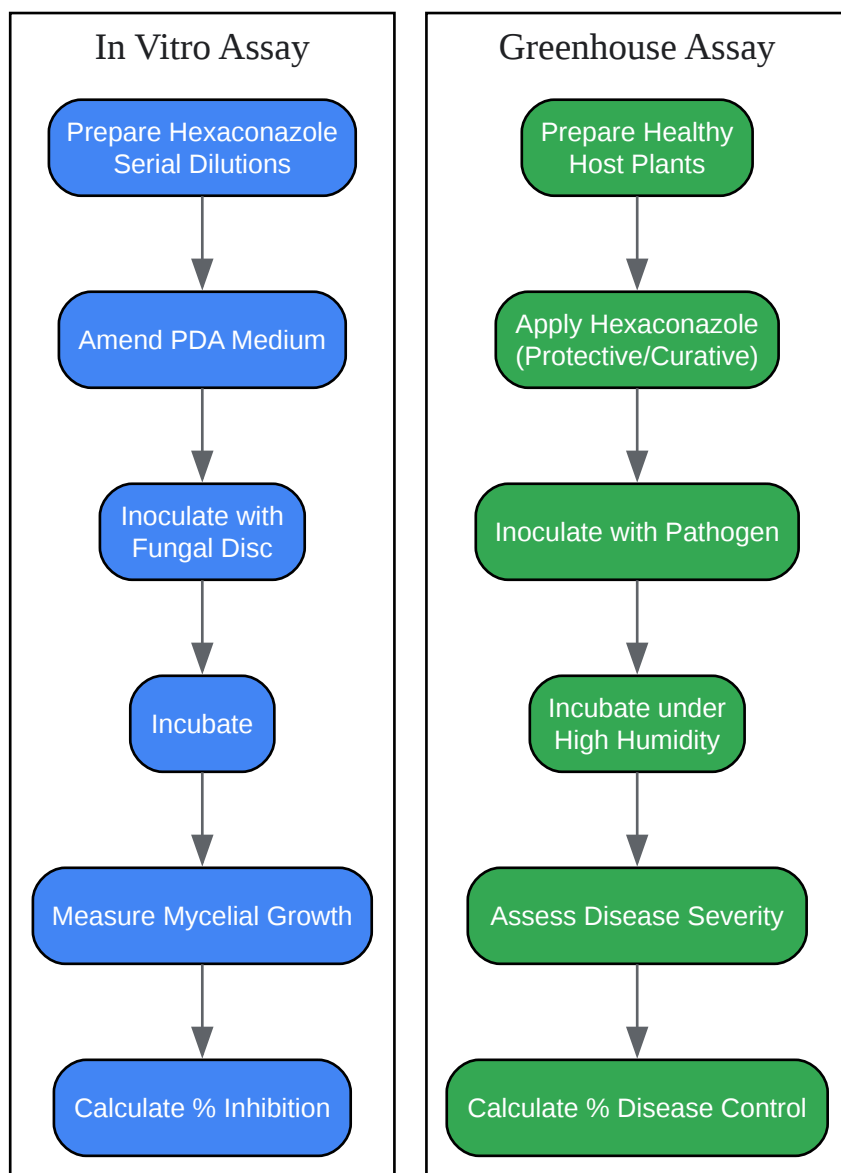 In Vitro Assay
Prepare Hexaconazole
Serial Dilutions
Amend PDA Medium
Inoculate with
Fungal Disc
Incubate
Measure Mycelial Growth
Calculate % Inhibition
Greenhouse Assay
Prepare Healthy
Host Plants
Apply Hexaconazole
(Protective/Curative)
Inoculate with Pathogen
Incubate under
High Humidity
Assess Disease Severity
Calculate % Disease Control